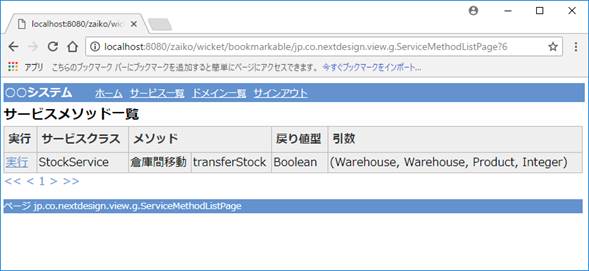 localhost:8080/zaiko/wic
localhost:8080/zaiko/wicket/bookmarkable/jp.co.nextdesign.view.g.ServiceMethodListPage?6
アプリ こちらのブックマーク バーにブックマークを追加すると簡単にページにアクセスできます。 今すぐブックマークをインポート...
〇〇システム ホーム サービス一覧 ドメイン一覧 サインアウト
サービスメソッド一覧
実行 サービスクラス メソッド 戻り値型 引数
実行 StockService 倉庫間移動 transferStock Boolean (Warehouse, Warehouse, Product, Integer)
<< < 1 > >>
ページ jp.co.nextdesign.view.g.ServiceMethodListPage